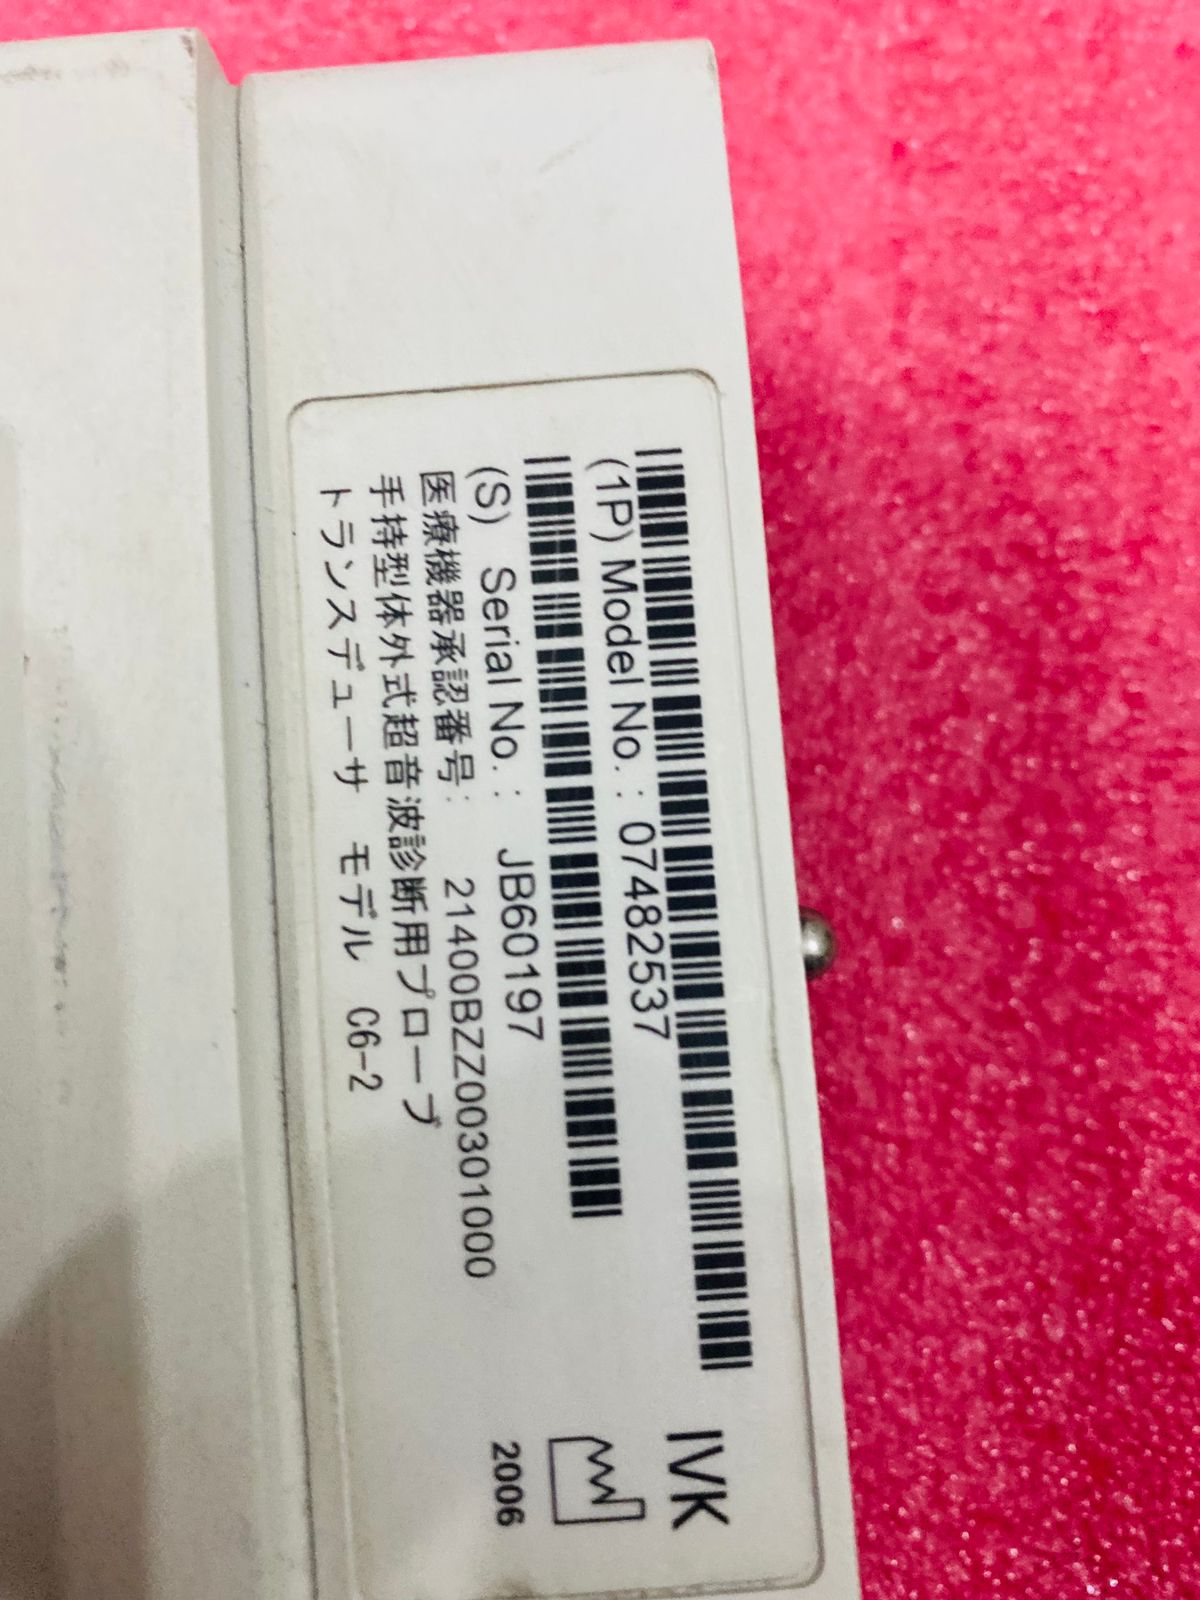 (1P) Model No. : 07482537
IVK
(S) Serial No. : JB60197
医療機器承認番号: 21400BZZ00301000
手持型体外式超音波診断用プローブ
トランスデューサ モデル C6-2
2006